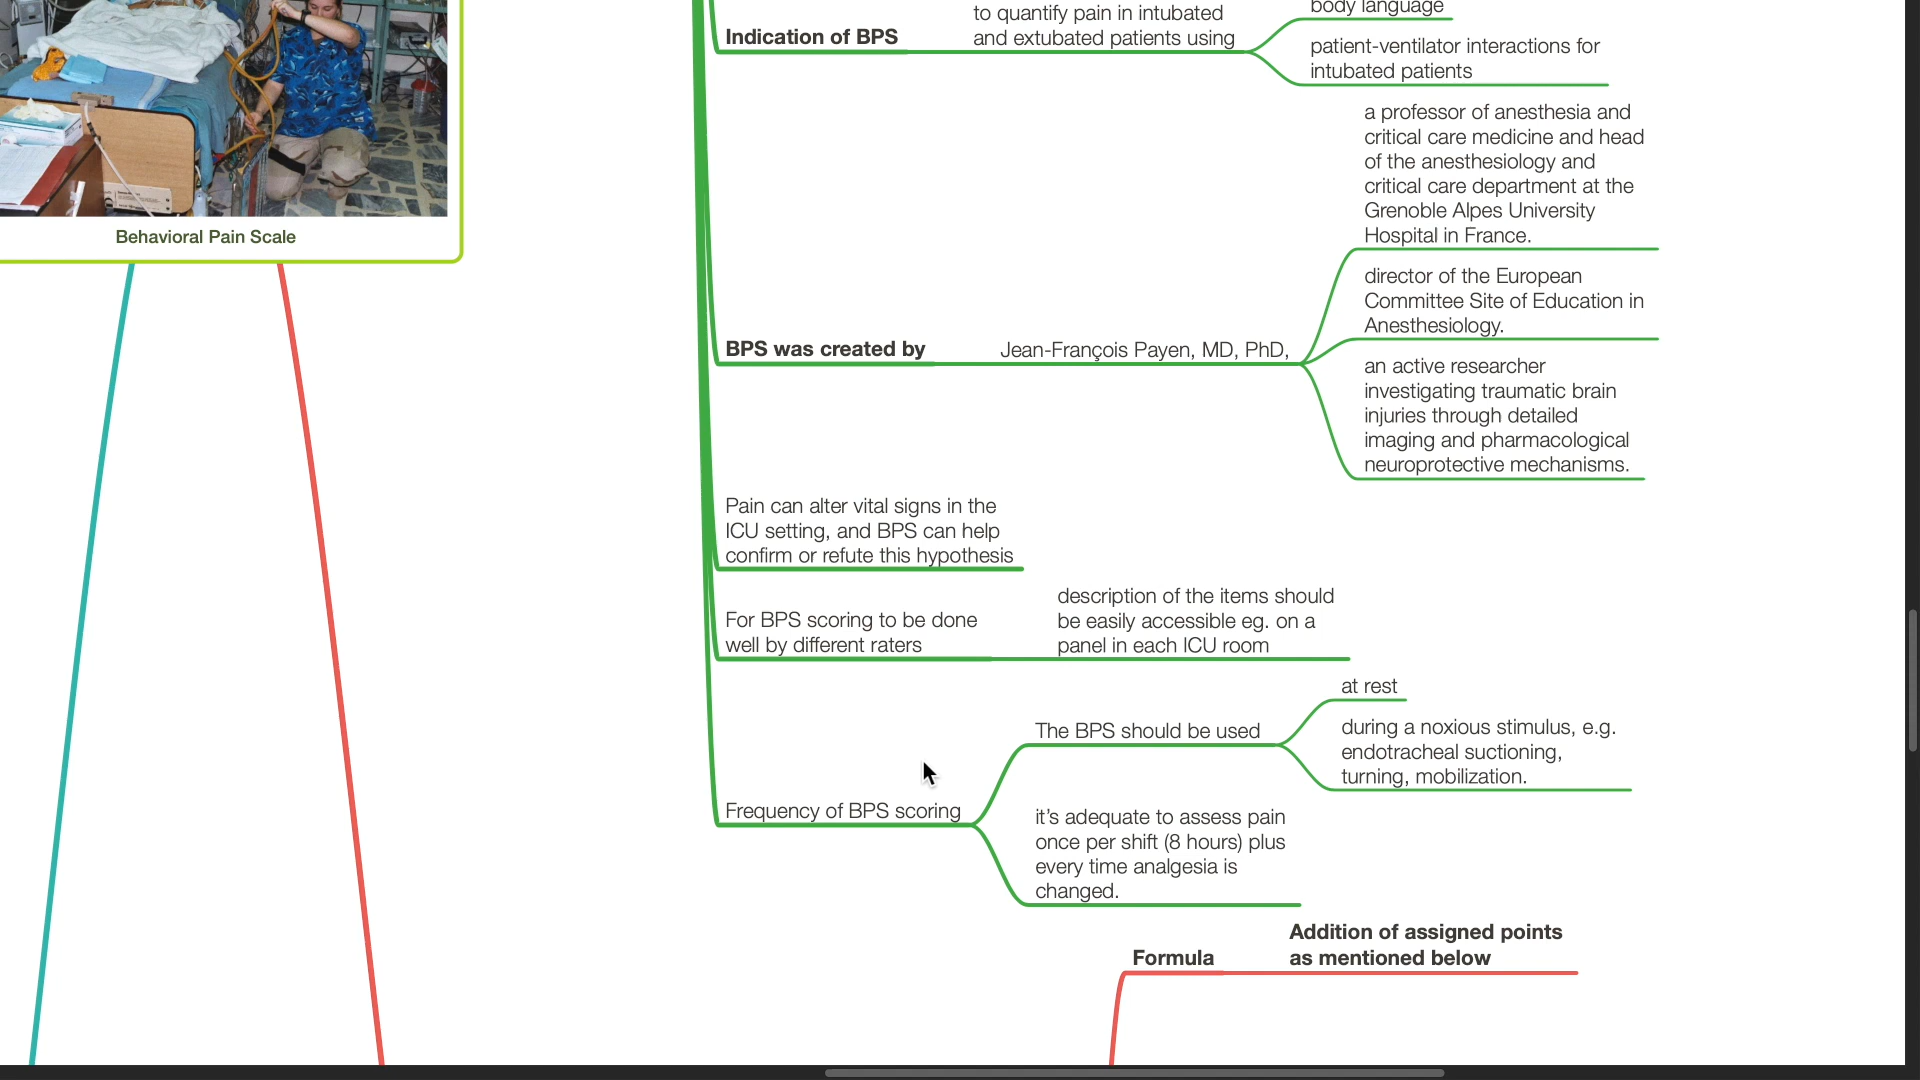 body language
to quantify pain in intubated
and extubated patients using
Indication of BPS
patient-ventilator interactions for
intubated patients
a professor of anesthesia and
critical care medicine and head
of the anesthesiology and
critical care department at the
Grenoble Alpes University
Hospital in France.
Behavioral Pain Scale
director of the European
Committee Site of Education in
Anesthesiology.
BPS was created by
Jean-François Payen, MD, PhD,
an active researcher
investigating traumatic brain
injuries through detailed
imaging and pharmacological
neuroprotective mechanisms.
Pain can alter vital signs in the
ICU setting, and BPS can help
confirm or refute this hypothesis
For BPS scoring to be done
well by different raters
description of the items should
be easily accessible eg. on a
panel in each ICU room
Frequency of BPS scoring
The BPS should be used
at rest
during a noxious stimulus, e.g.
endotracheal suctioning,
turning, mobilization.
it's adequate to assess pain
once per shift (8 hours) plus
every time analgesia is
changed.
Formula
Addition of assigned points
as mentioned below